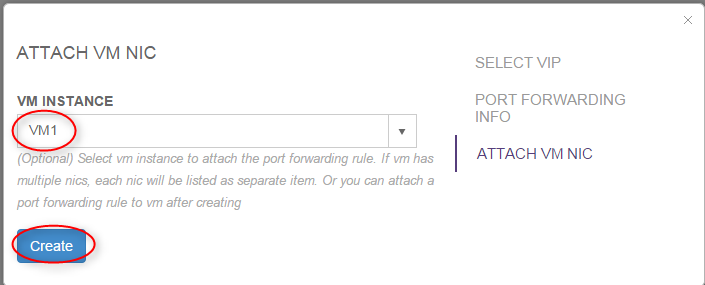 ATTACH VM NIC
VM INSTANCE
VM1
(Optional) Select vm instance to attach the port forwarding rule. If vm has
multiple nics, each nic will be listed as separate item. Or you can attach a
port forwarding rule to vm after creating
Create
SELECT VIP
PORT FORWARDING
INFO
ATTACH VM NIC